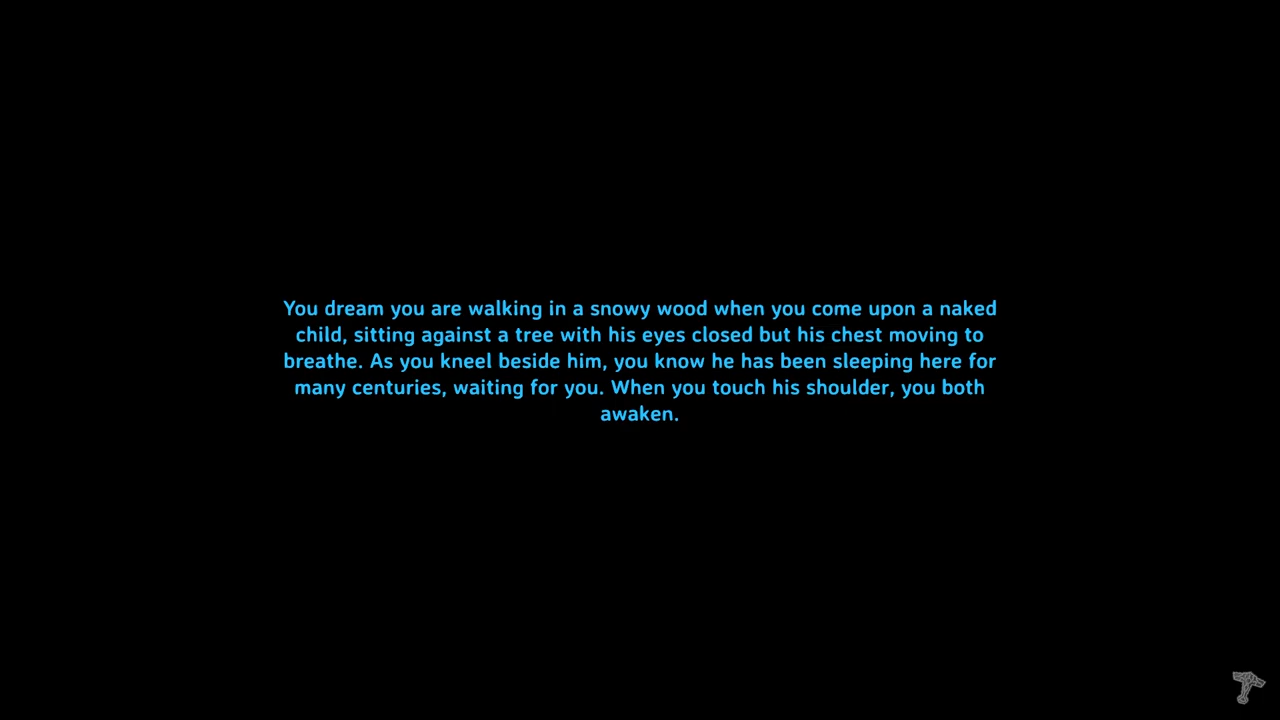 You dream you are walking in a snowy wood when you come upon a naked
child, sitting against a tree with his eyes closed but his chest moving to
breathe. As you kneel beside him, you know he has been sleeping here for
many centuries, waiting for you. When you touch his shoulder, you both
awaken.